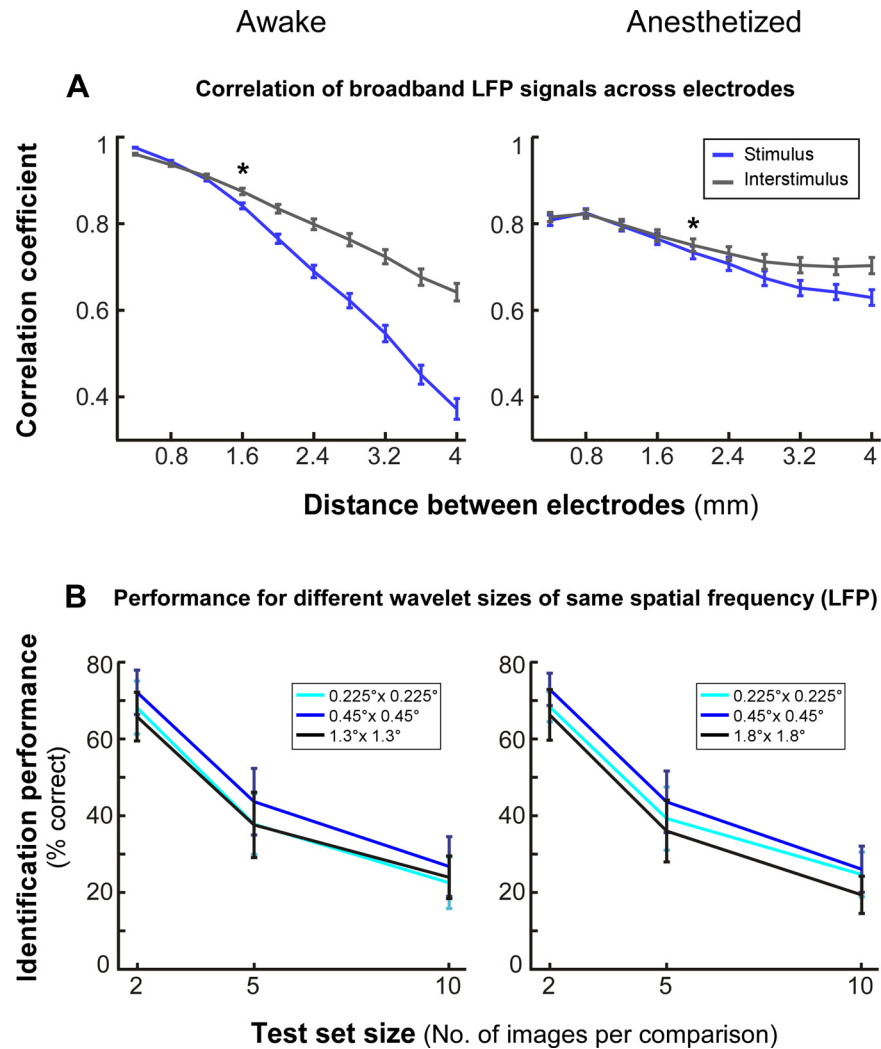 Awake Anesthetized
A Correlation of broadband LFP signals across electrodes
Correlation coefficient
1
0.8
0.6
0.4
0.8 1.6 2.4 3.2 4
*
1
0.8
0.6
0.4
0.8 1.6 2.4 3.2 4
*
Stimulus
Interstimulus
Distance between electrodes (mm)
B Performance for different wavelet sizes of same spatial frequency (LFP)
Identification performance
(% correct)
80
60
40
20
0
2 5 10
0.225°x 0.225°
0.45°x 0.45°
1.3°x 1.3°
80
60
40
20
0
2 5 10
0.225°x 0.225°
0.45°x 0.45°
1.8°x 1.8°
Test set size (No. of images per comparison)